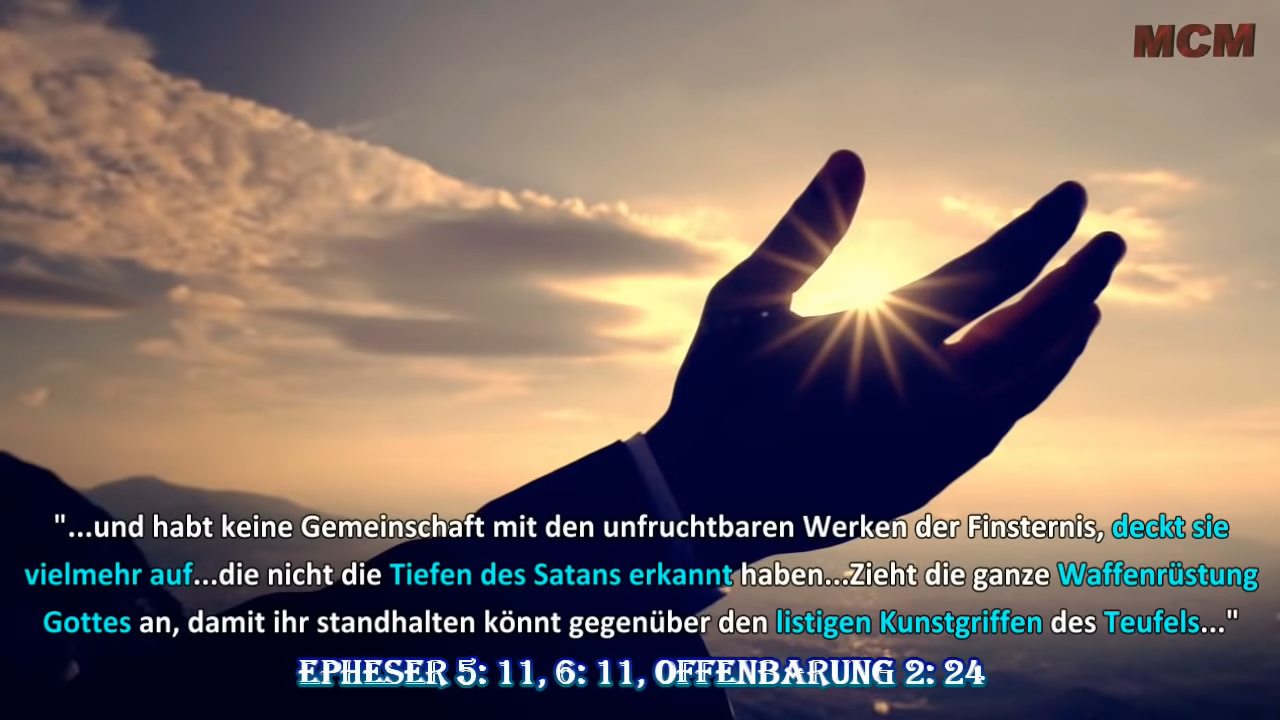 MCM
"...und habt keine Gemeinschaft mit den unfruchtbaren Werken der Finsternis, deckt sie
vielmehr auf...die nicht die Tiefen des Satans erkannt haben...Zieht die ganze Waffenrüstung
Gottes an, damit ihr standhalten könnt gegenüber den listigen Kunstgriffen des Teufels..."
EPHESER 5: 11, 6: 11, OFFENBARUNG 2: 24